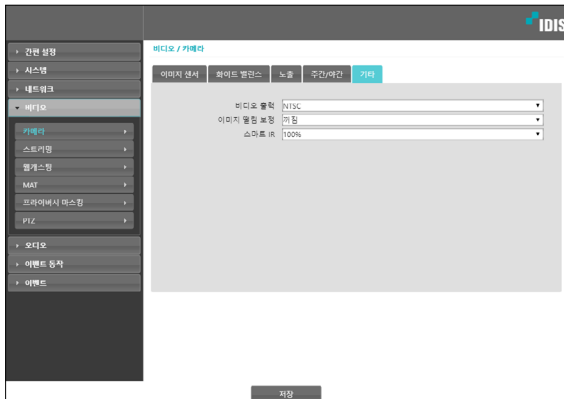 IDIS
비디오 / 카메라
간편 설정
시스템
네트워크
비디오
카메라
스트리밍
웹캐스팅
MAT
프라이버시 마스킹
PTZ
오디오
이벤트 동작
이벤트
이미지 센서 화이트 밸런스 노출 주간/야간 기타
비디오 출력 NTSC
이미지 떨림 보정 꺼짐
스마트 IR 100%
저장